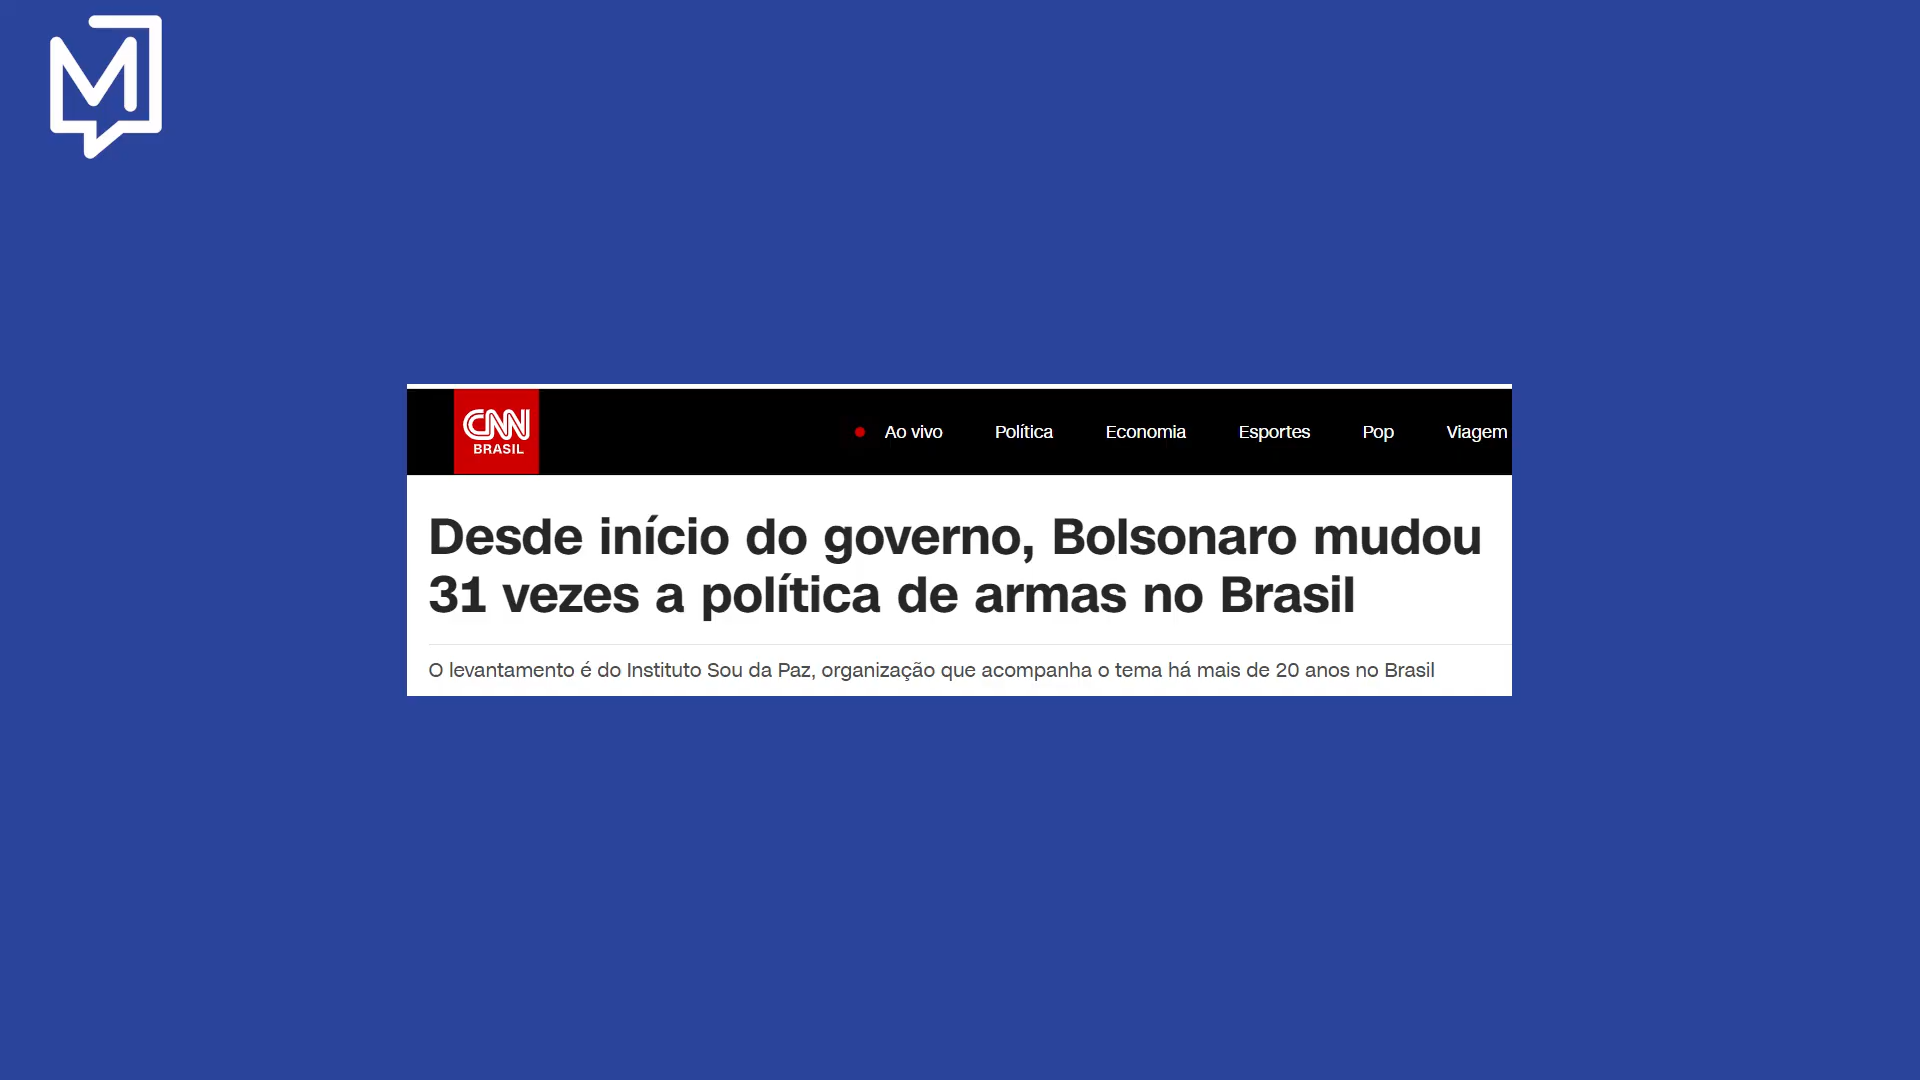 M
CNN
BRASIL
Ao vivo Política Economia Esportes Pop Viagem
Desde início do governo, Bolsonaro mudou
31 vezes a política de armas no Brasil
O levantamento é do Instituto Sou da Paz, organização que acompanha o tema há mais de 20 anos no Brasil